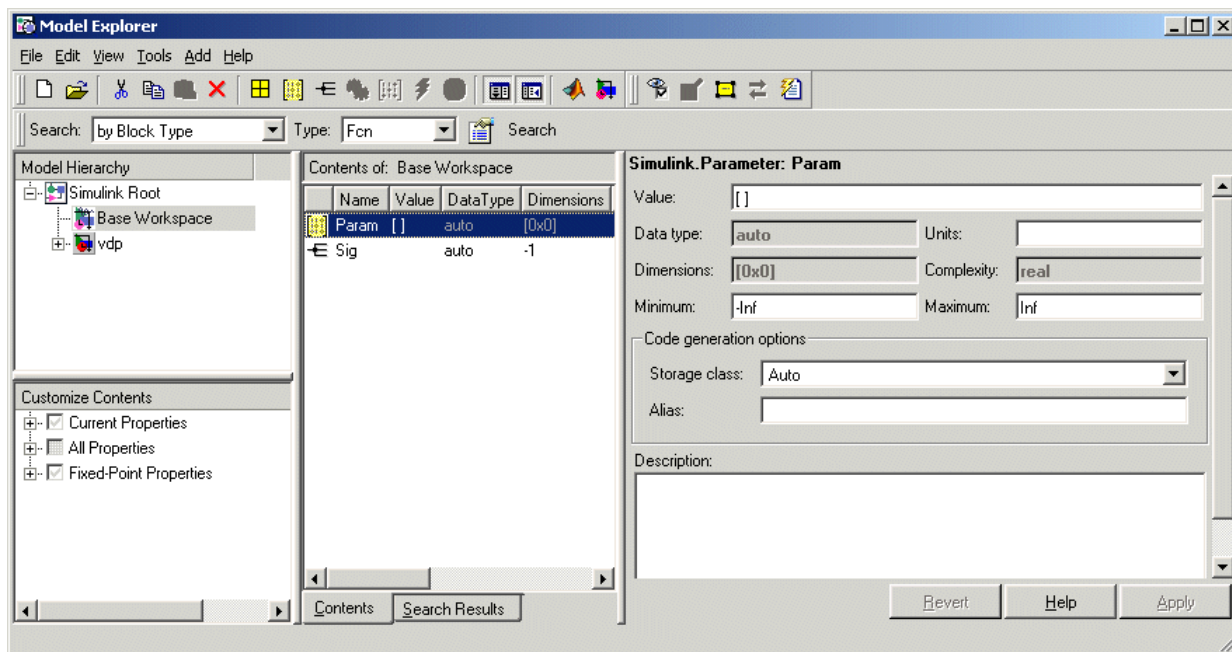 Model Explorer
File Edit View Tools Add Help
Search: by Block Type Type: Fcn Search
Model Hierarchy
Simulink Root
Base Workspace
vdp
Customize Contents
Current Properties
All Properties
Fixed-Point Properties
Contents of: Base Workspace
Name Value DataType Dimensions
Param [ ] auto [0x0]
Sig auto -1
Contents Search Results
Simulink.Parameter: Param
Value: [ ]
Data type: auto Units:
Dimensions: [0x0] Complexity: real
Minimum: -Inf Maximum: Inf
Code generation options
Storage class: Auto
Alias:
Description:
Revert Help Apply